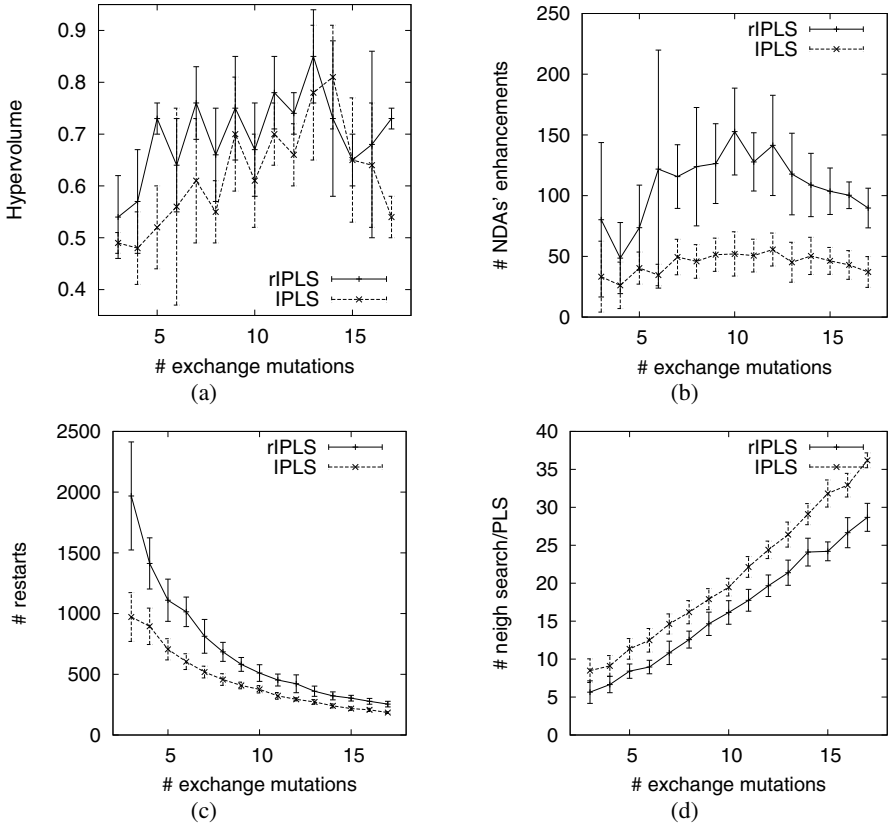 0.9
0.8
0.7
0.6
0.5
0.4
Hypervolume
rIPLS
IPLS
5
10
15
# exchange mutations
(a)
250
200
150
100
50
0
# NDAs' enhancements
rIPLS
IPLS
5
10
15
# exchange mutations
(b)
2500
2000
1500
1000
500
0
# restarts
rIPLS
IPLS
5
10
15
# exchange mutations
(c)
40
35
30
25
20
15
10
5
0
# neigh search/PLS
rIPLS
IPLS
5
10
15
# exchange mutations
(d)